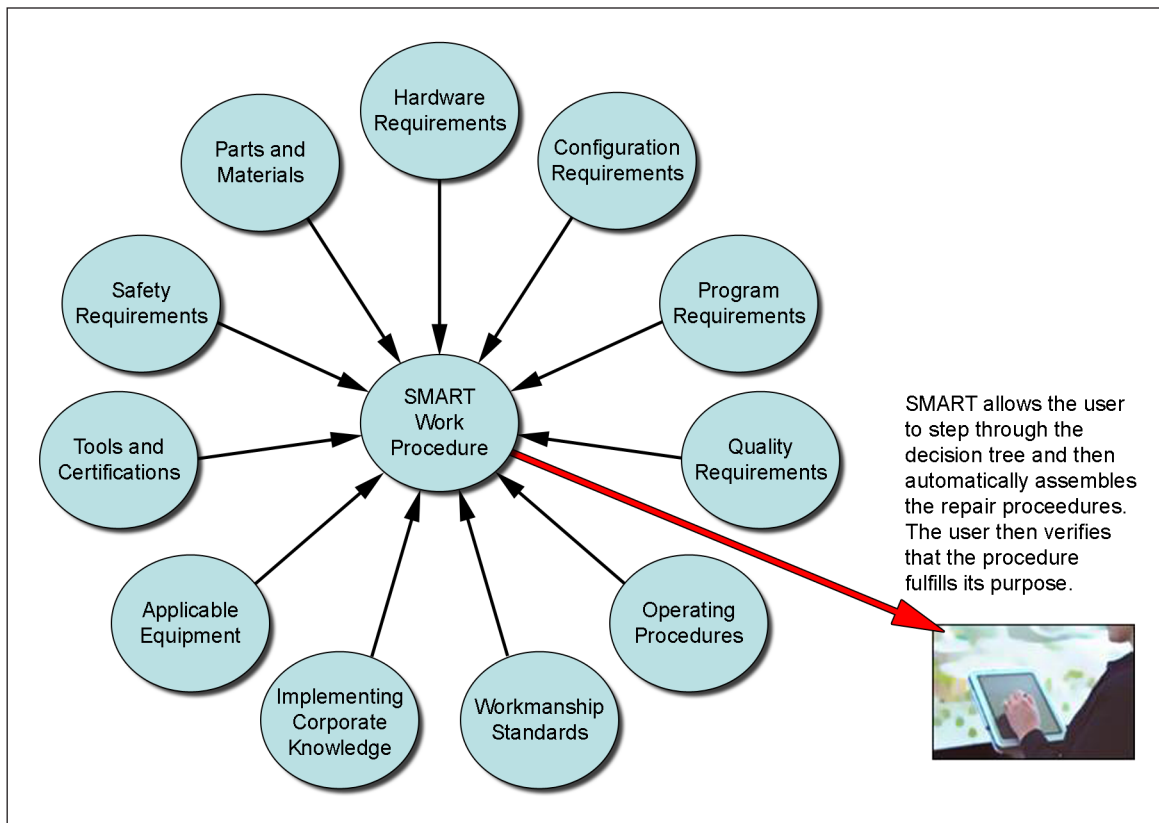 Hardware
Requirements
Configuration
Requirements
Parts and
Materials
Safety
Requirements
Program
Requirements
SMART
Work
Procedure
Tools and
Certifications
Quality
Requirements
SMART allows the user
to step through the
decision tree and then
automatically assembles
the repair proceedures.
The user then verifies
that the procedure
fulfills its purpose.
Applicable
Equipment
Operating
Procedures
Implementing
Corporate
Knowledge
Workmanship
Standards